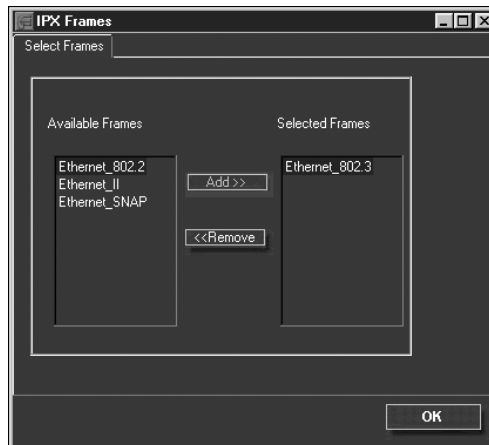 IPX Frames
Select Frames
Available Frames
Selected Frames
Ethernet_802.2
Ethernet_II
Ethernet_SNAP
Add >>
<<Remove
Ethernet_802.3
OK